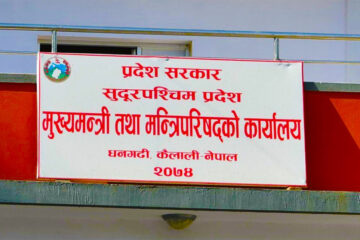 प्रदेश सरकार
सुदूरपश्चिम प्रदेश
मुख्यमन्त्री तथा मन्त्रिपरिषद्को कार्यालय
धनगढी, कैलाली-नेपाल
२०७४